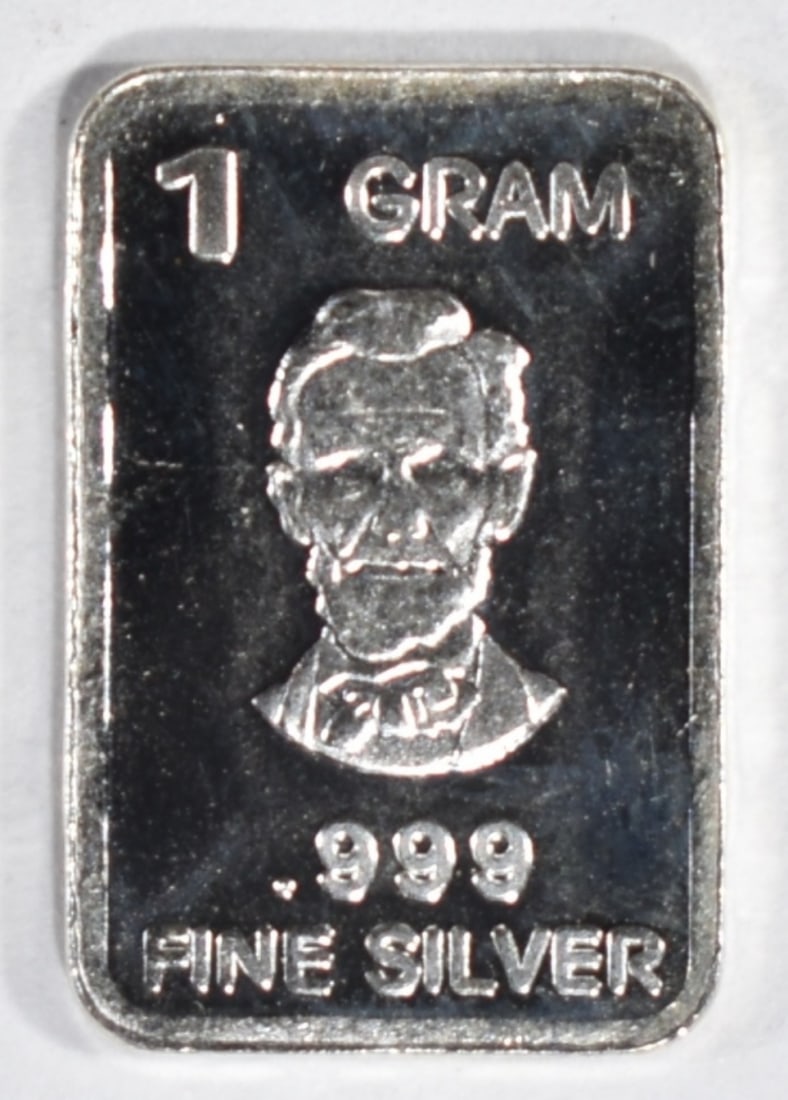 1 GRAM
.999
FINE SILVER